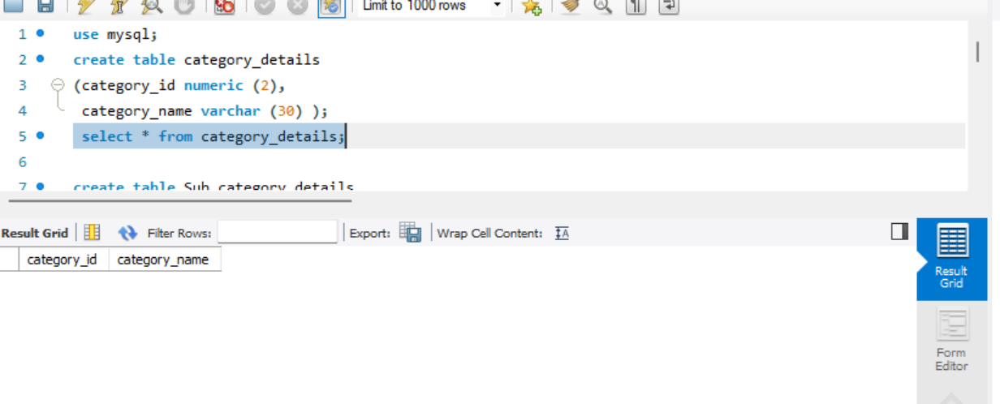 Limit to 1000 rows
1 use mysql;
2 create table category_details
3 (category_id numeric (2),
4 category_name varchar (30) );
5 select * from category_details;
6
7 create table Sub_category_details
Result Grid Filter Rows: Export: Wrap Cell Content:
category_id category_name
Result
Grid
Form
Editor